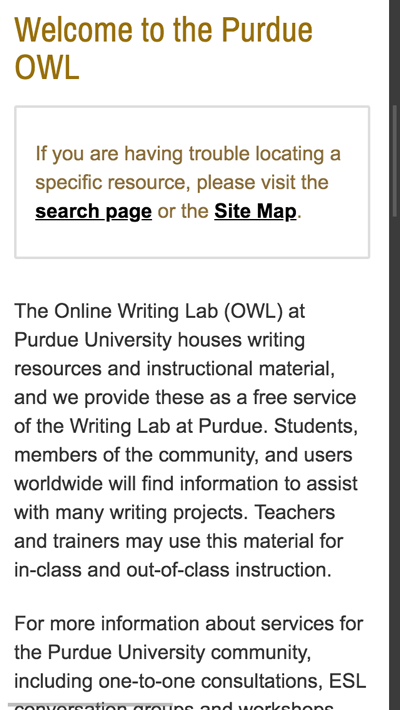 Welcome to the Purdue
OWL
If you are having trouble locating a
specific resource, please visit the
search page or the Site Map.
The Online Writing Lab (OWL) at
Purdue University houses writing
resources and instructional material,
and we provide these as a free service
of the Writing Lab at Purdue. Students,
members of the community, and users
worldwide will find information to assist
with many writing projects. Teachers
and trainers may use this material for
in-class and out-of-class instruction.
For more information about services for
the Purdue University community,
including one-to-one consultations, ESL
conversation groups and workshops,